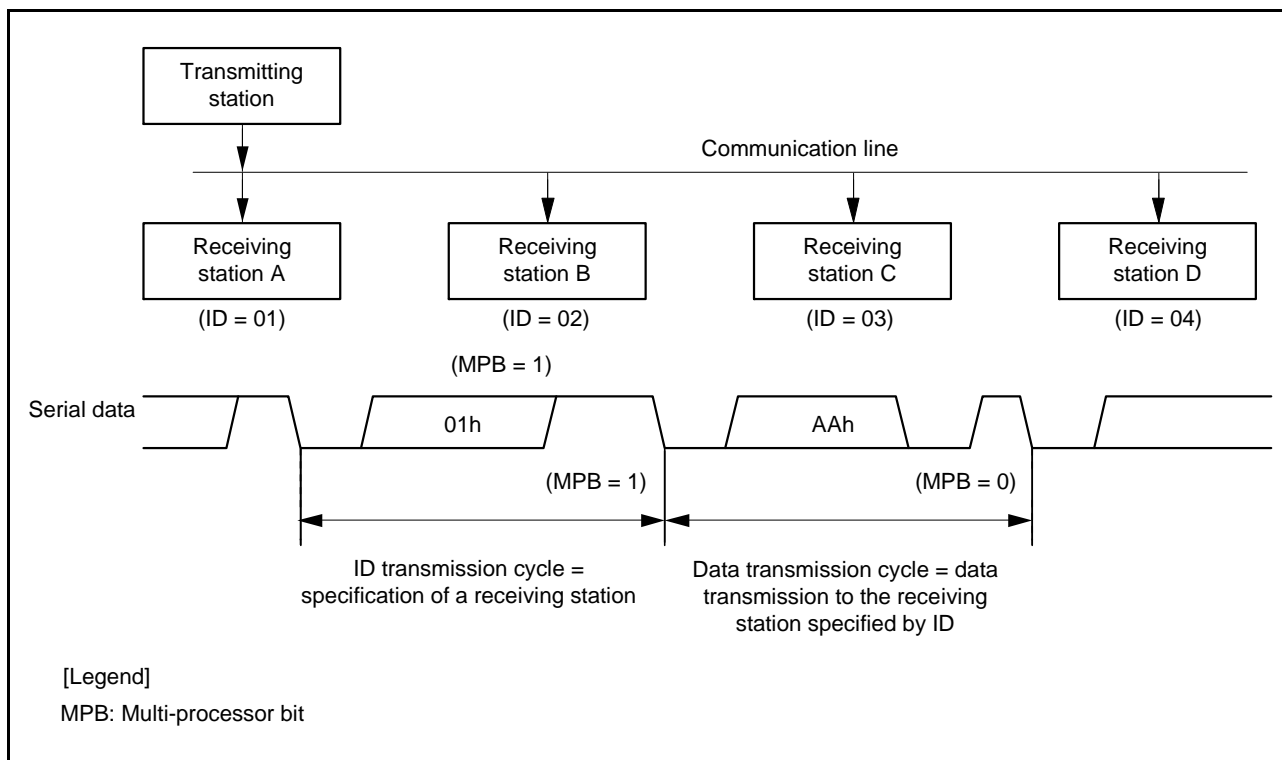 Transmitting
station
Communication line
Receiving
station A
Receiving
station B
Receiving
station C
Receiving
station D
(ID = 01)
(ID = 02)
(ID = 03)
(ID = 04)
(MPB = 1)
Serial data
01h
AAh
(MPB = 1)
(MPB = 0)
ID transmission cycle =
specification of a receiving station
Data transmission cycle = data
transmission to the receiving
station specified by ID
[Legend]
MPB: Multi-processor bit